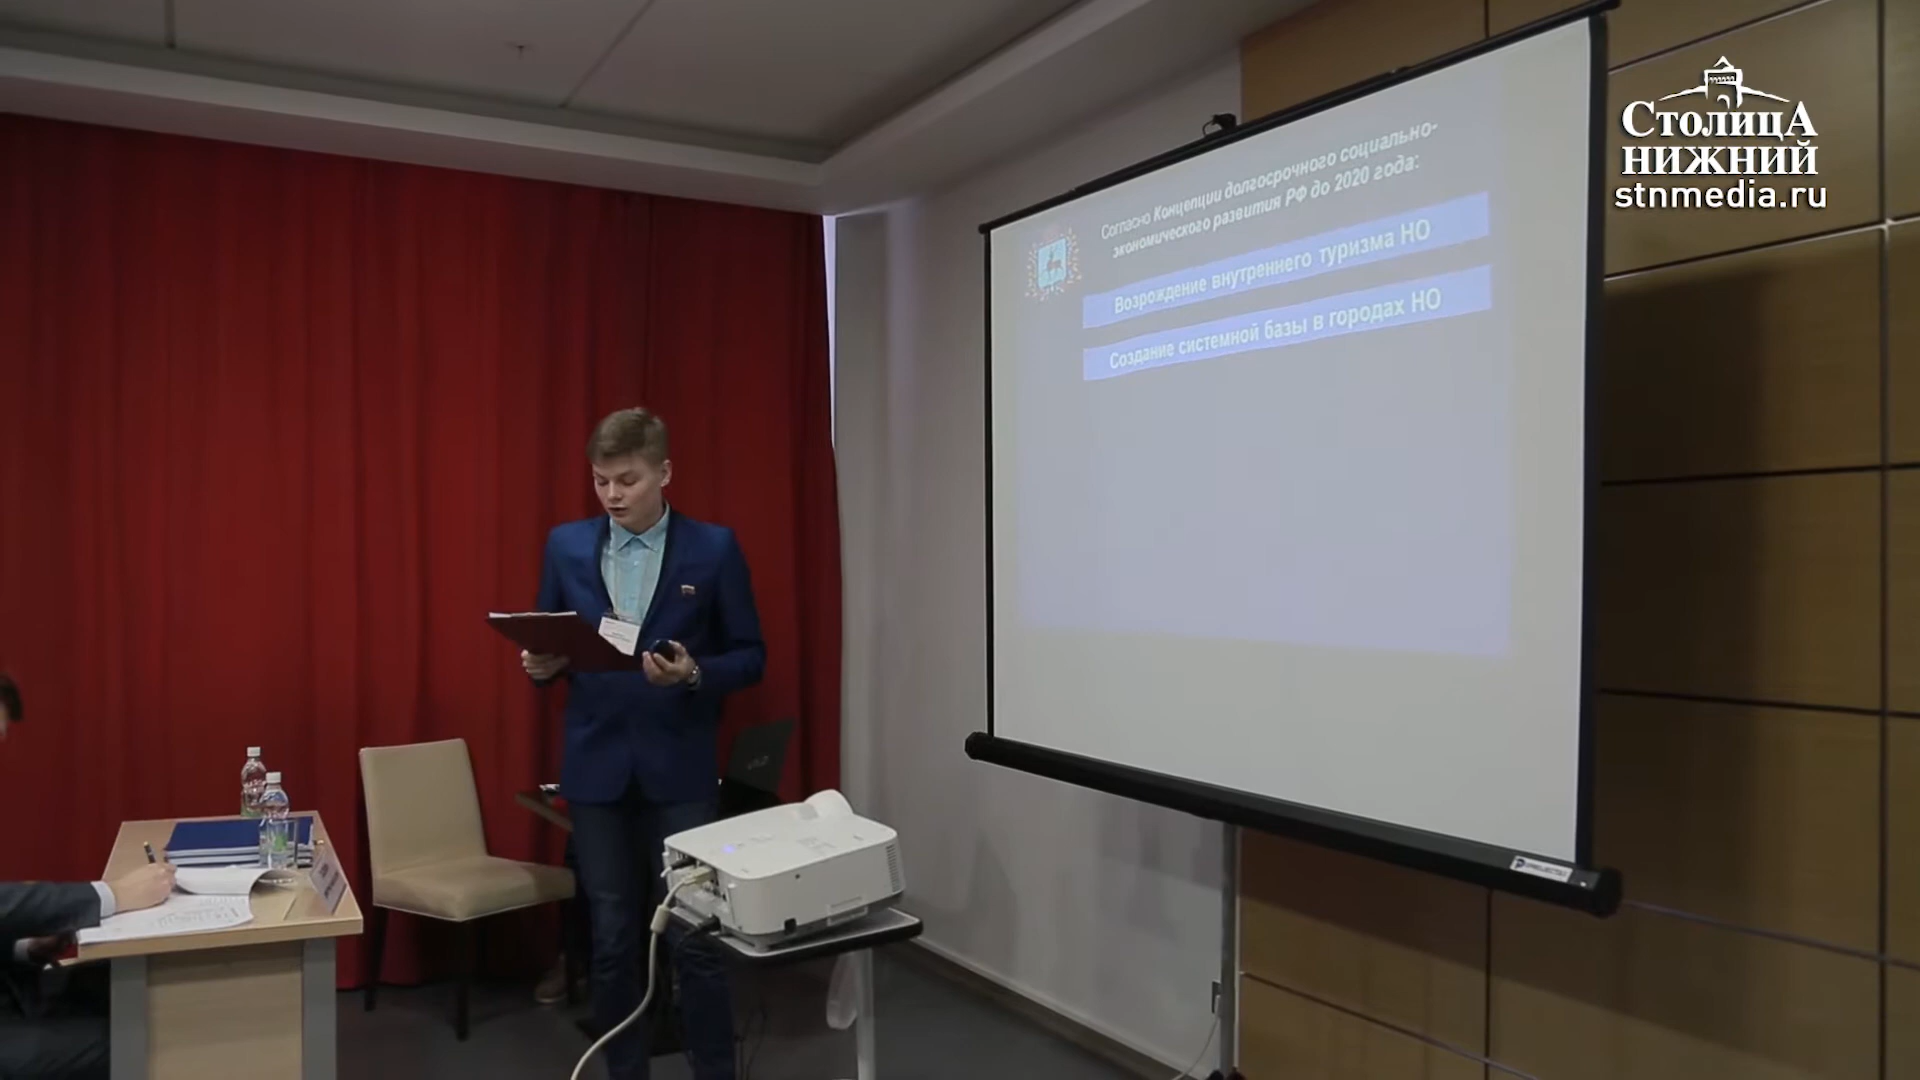 СтолицА
НИЖНИЙ
stnmedia.ru
Согласно Концепции долгосрочного социально-
экономического развития РФ до 2020 года:
Возрождение внутреннего туризма НО
Создание системной базы в городах НО